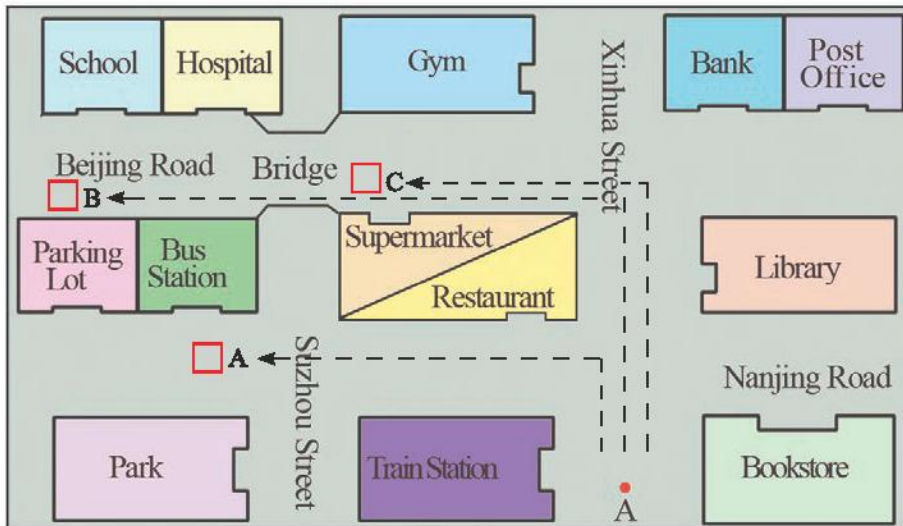 School
Hospital
Gym
Xinhua Street
Bank
Post
Office
Beijing Road
Bridge
C
B
Parking
Lot
Bus
Station
Supermarket
Restaurant
Library
A
Suzhou Street
Nanjing Road
Park
Train Station
Bookstore
A